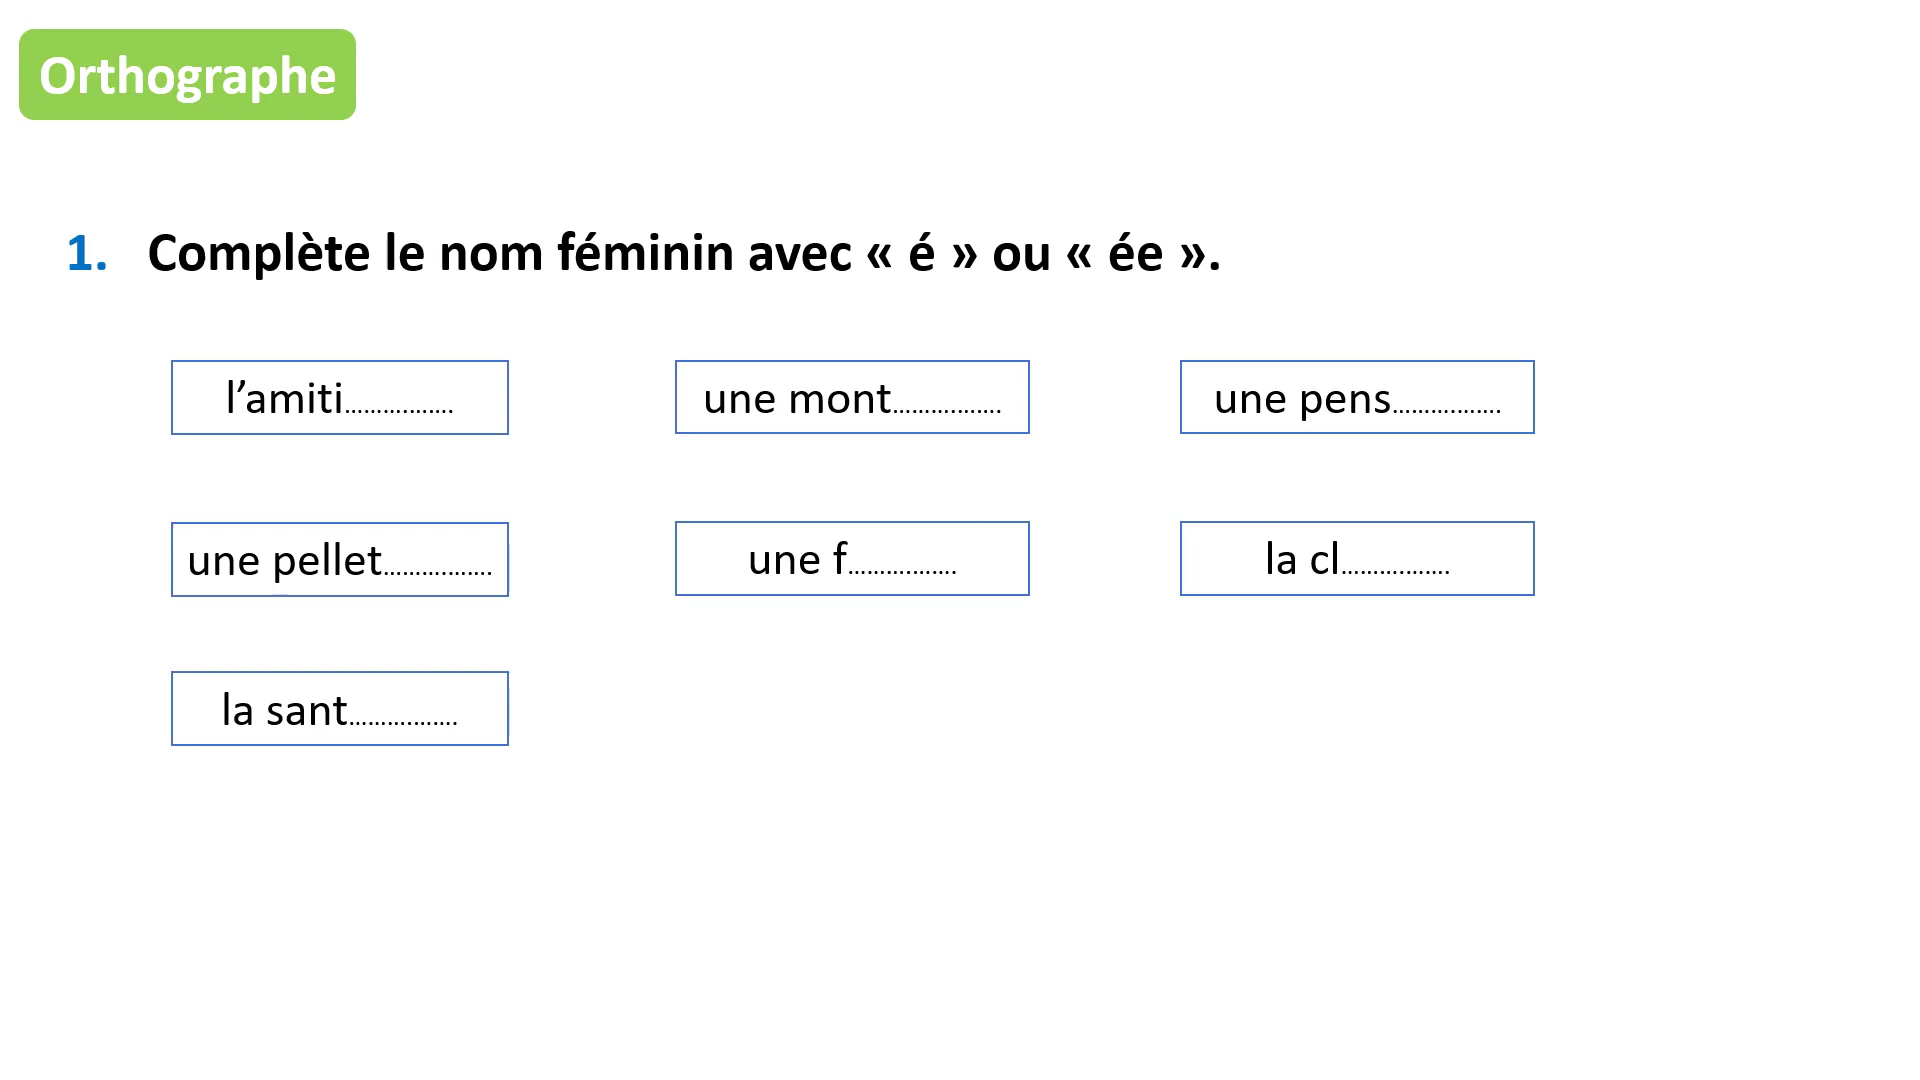 Orthographe
1. Complète le nom féminin avec « é » ou « ée ».
l’amiti……………..
une mont……………..
une pens……………..
une pellet……………..
une f……………..
la cl……………..
la sant……………..